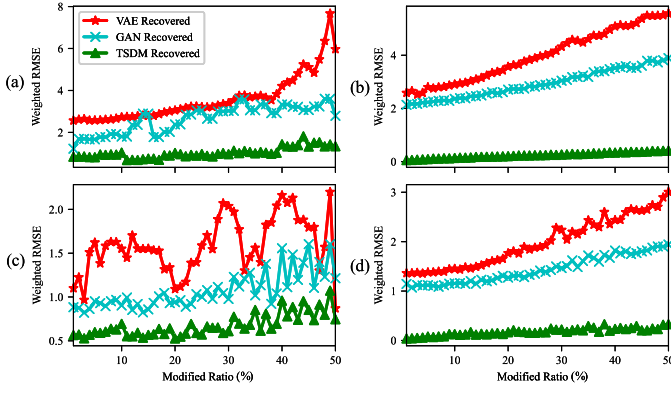 8
6
4
2
Weighted RMSE
(a)
VAE Recovered
GAN Recovered
TSDM Recovered
4
2
0
Weighted RMSE
(b)
2.0
1.5
1.0
0.5
Weighted RMSE
(c)
10 20 30 40 50
Modified Ratio (%)
3
2
1
0
Weighted RMSE
(d)
10 20 30 40 50
Modified Ratio (%)